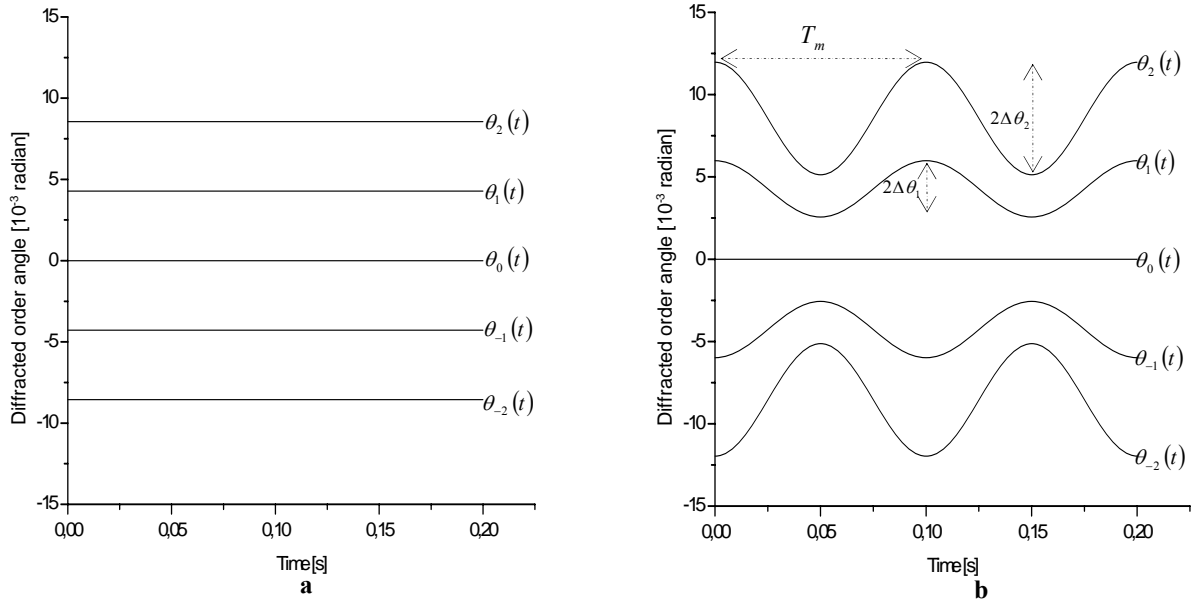 15
10
5
0
-5
-10
-15
Diffracted order angle [10⁻³ radian]
θ₂(t)
θ₁(t)
θ₀(t)
θ₋₁(t)
θ₋₂(t)
0,00
0,05
0,10
0,15
0,20
Time[s]
a
15
10
5
0
-5
-10
-15
Diffracted order angle [10⁻³ radian]
Tₘ
θ₂(t)
2Δθ₂
θ₁(t)
2Δθ₁
θ₀(t)
θ₋₁(t)
θ₋₂(t)
0,00
0,05
0,10
0,15
0,20
Time[s]
b